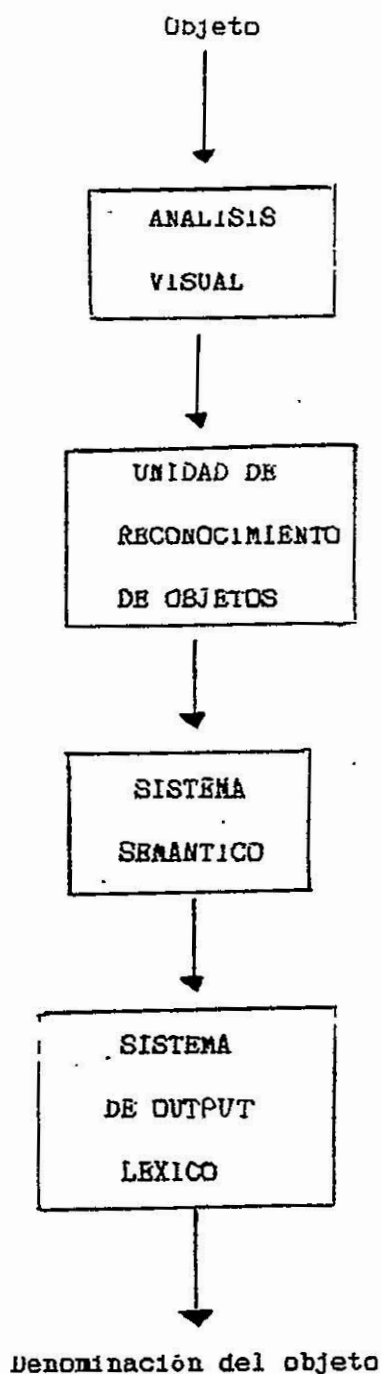 Objeto
ANALISIS
VISUAL
UNIDAD DE
RECONOCIMIENTO
DE OBJETOS
SISTEMA
SEMANTICO
SISTEMA
DE OUTPUT
LEXICO
Denominación del objeto